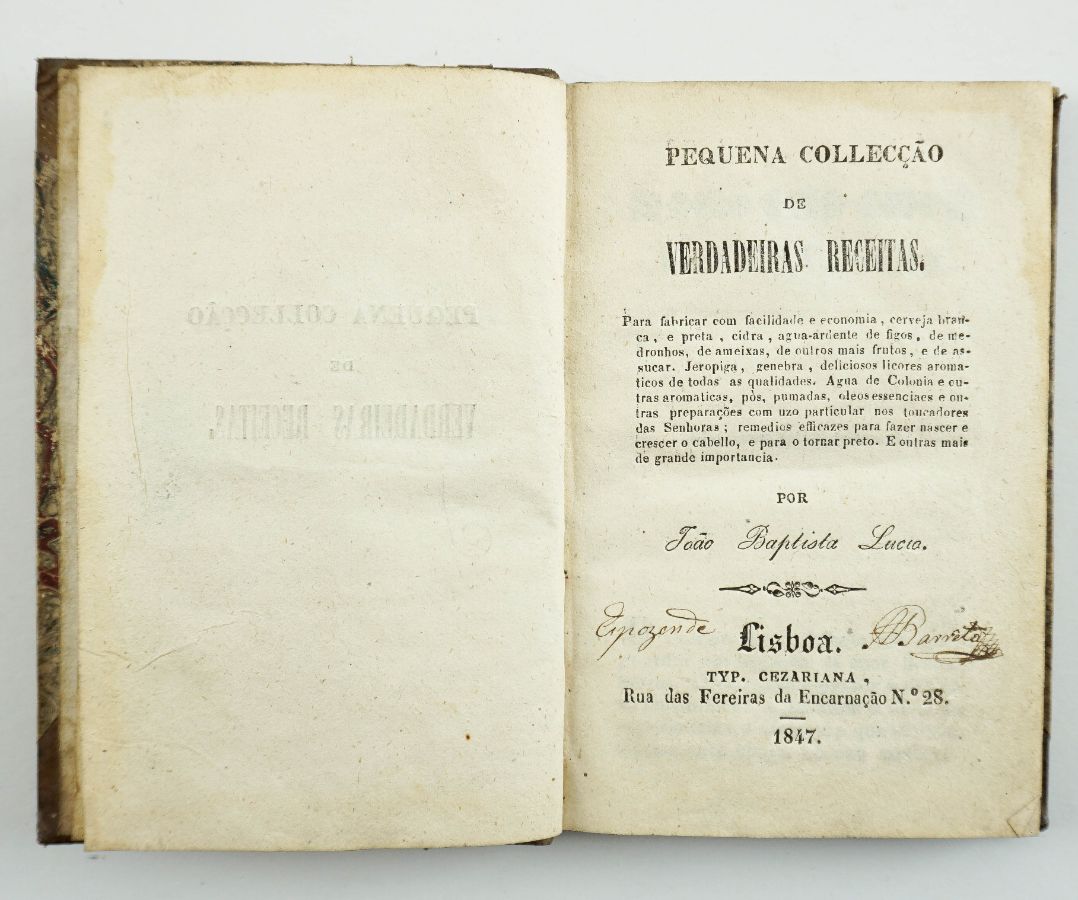 PEQUENA COLLECÇÃO
DE
VERDADEIRAS RECEITAS.
Para fabricar com facilidade e economia, cerveja bran-
ca, e preta, cidra, agua-ardente de figos, de me-
dronhos, de ameixas, de outros mais frutos, e de as-
sucar. Jeropiga, genebra, deliciosos licores aroma-
ticos de todas as qualidades. Agua de Colonia e ou-
tras aromaticas, pòs, pumadas, oleos essenciaes e ou-
tras preparações com uzo particular nos toucadores
das Senhoras; remedios efficazes para fazer nascer e
crescer o cabello, e para o tornar preto. E outras mais
de grande importancia.
POR
João Baptista Lucio.
Espozende
Lisboa.
Barreto
TYP. CEZARIANA,
Rua das Fereiras da Encarnação N.º 28.
1847.